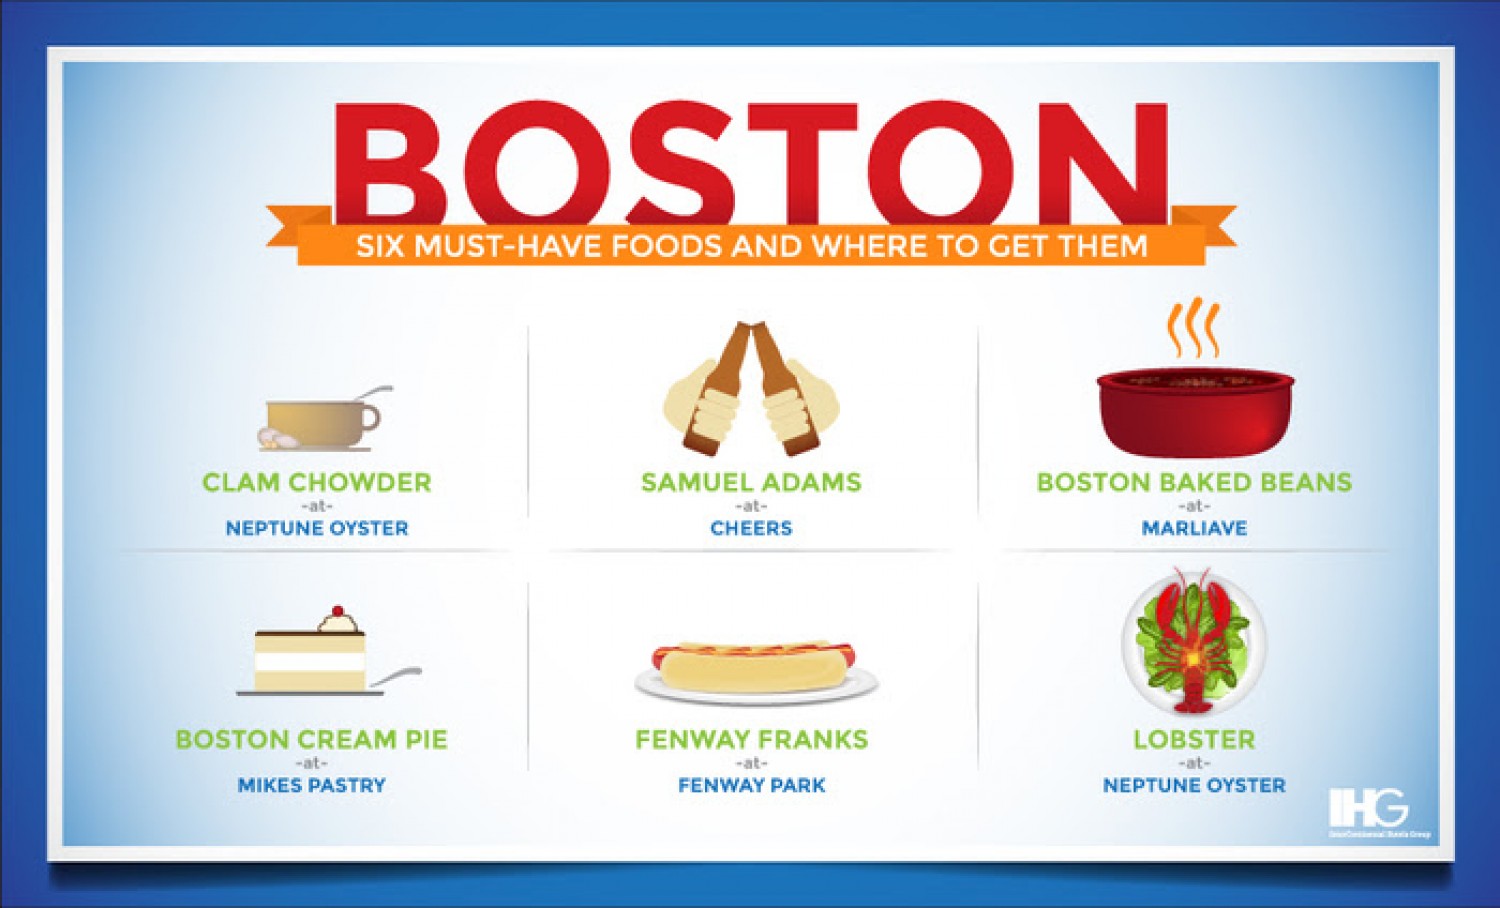 BOSTON
SIX MUST-HAVE FOODS AND WHERE TO GET THEM
CLAM CHOWDER
-at-
NEPTUNE OYSTER
SAMUEL ADAMS
-at-
CHEERS
BOSTON BAKED BEANS
-at-
MARLIAVE
BOSTON CREAM PIE
-at-
MIKES PASTRY
FENWAY FRANKS
-at-
FENWAY PARK
LOBSTER
-at-
NEPTUNE OYSTER
IHG
InterContinental Hotels Group